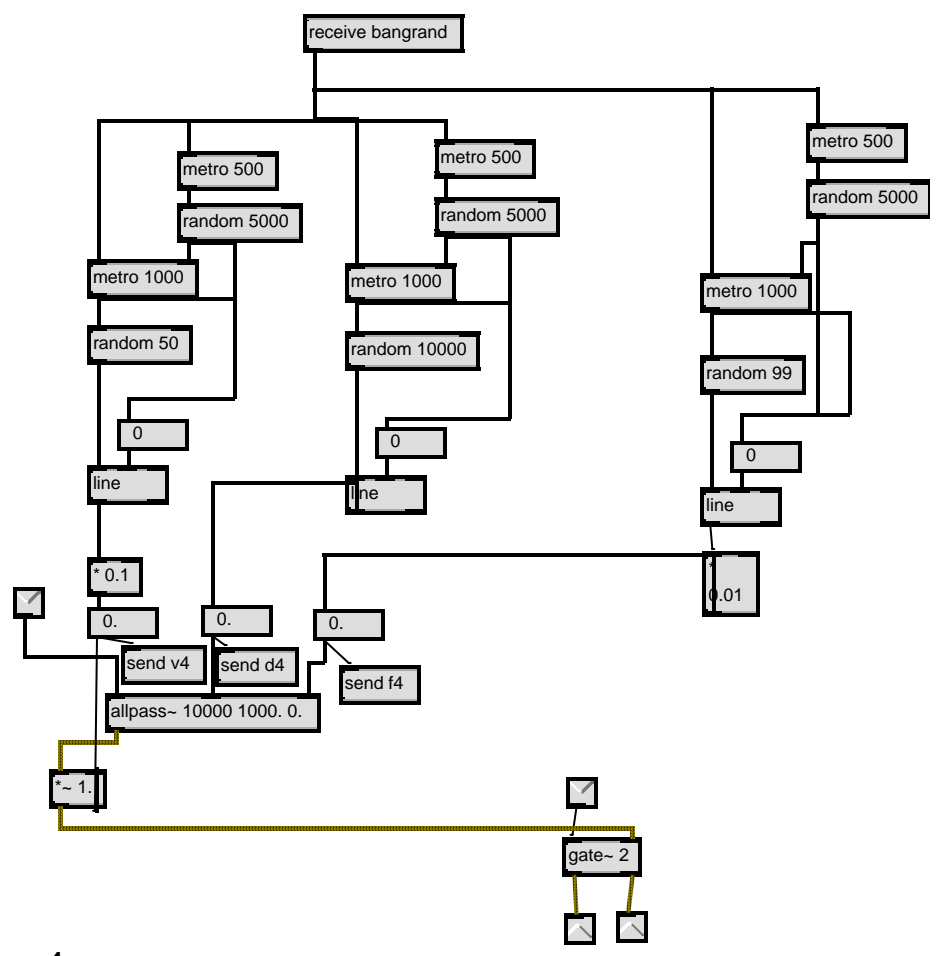 receive bangrand
metro 500
metro 500
metro 500
random 5000
random 5000
random 5000
metro 1000
metro 1000
metro 1000
random 50
random 10000
random 99
0
0
0
line
line
line
* 0.1
*
0.01
0.
0.
0.
send v4
send d4
send f4
allpass~ 10000 1000. 0.
*~ 1.
gate~ 2